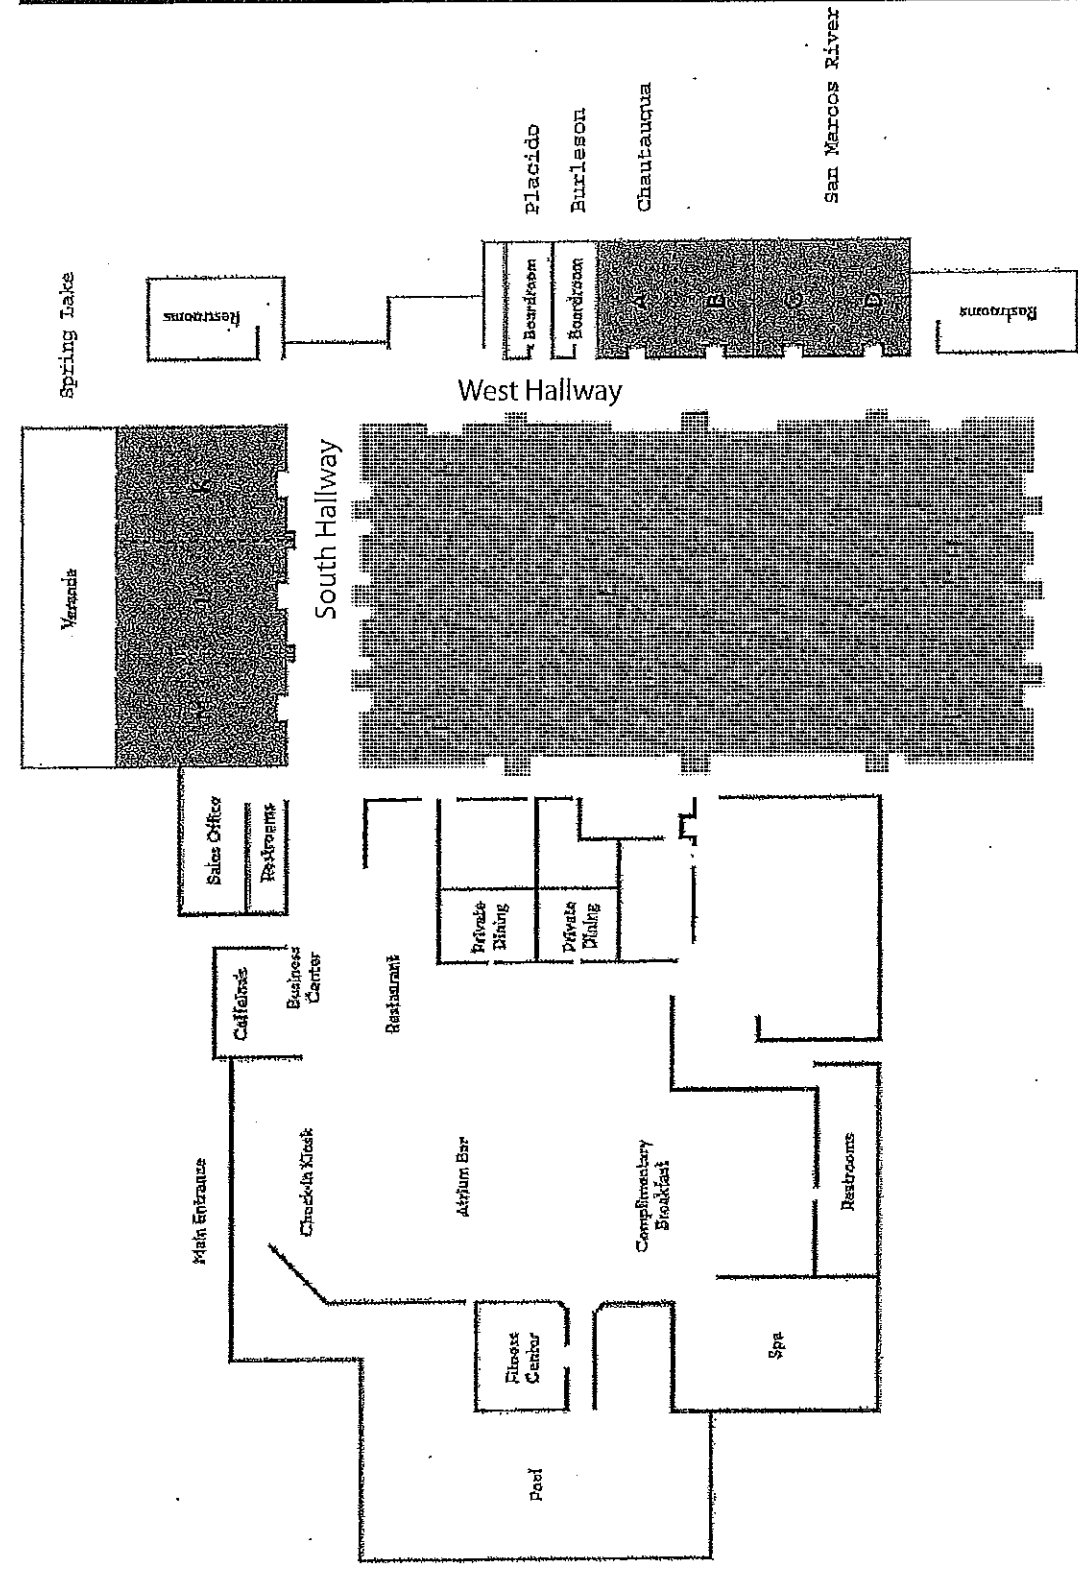 San Marcos River
Chautauqua
Burleson
Placido
Spring Lake
Restrooms
Boardroom
Boardroom
A
B
C
D
Restrooms
West Hallway
South Hallway
Veranda
Sales Office
Restrooms
Private
Dining
Private
Dining
Business
Center
Restaurant
Main Entrance
Check-In Kiosk
Atrium Bar
Complimentary
Breakfast
Restrooms
Fitness
Center
Spa
Pool